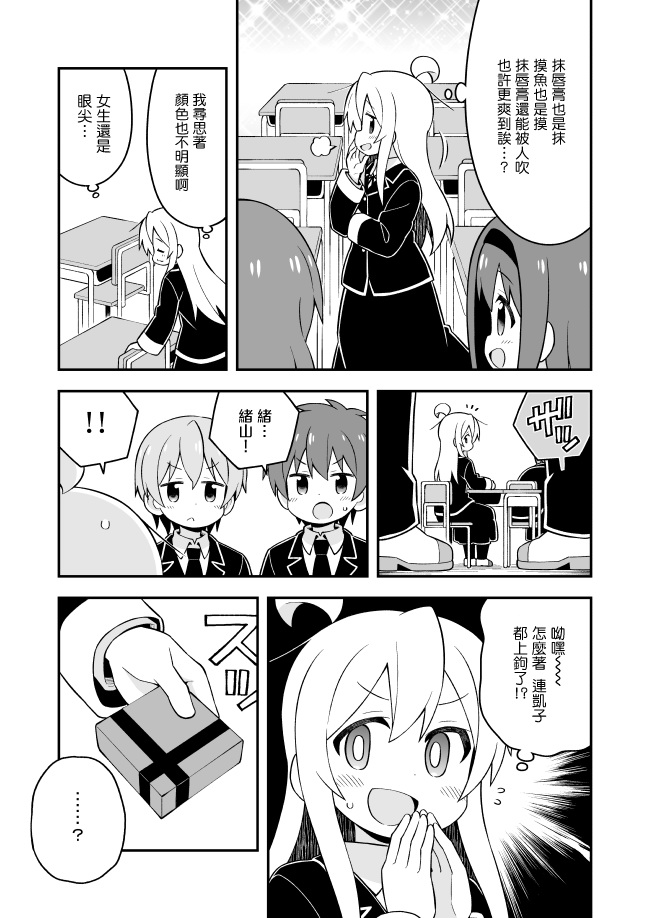 抹唇膏也是抹
摸魚也是摸
抹唇膏還能被人吹
也許更爽到誒…?
我尋思著
顏色也不明顯啊
女生還是
眼尖…
ザッ
緒…
緒山!
!!
呦嘿~~~
怎麼著 連凱子
都上鉤了!?
スッ
……?